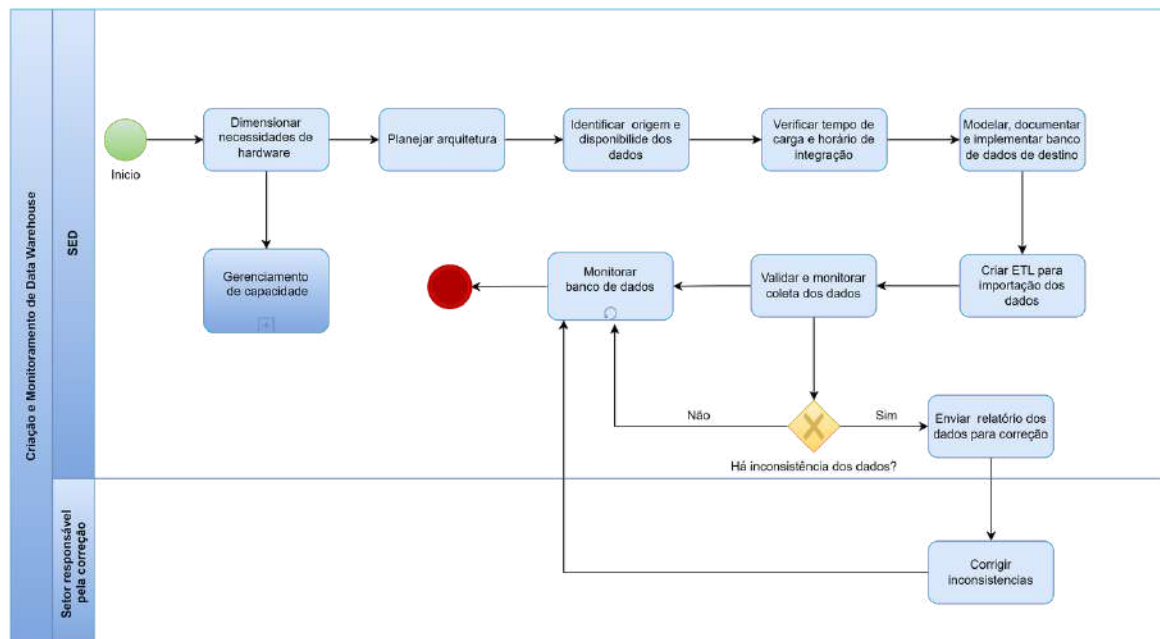 Criação e Monitoramento de Data Warehouse
SED
Inicio
Dimensionar
necessidades de
hardware
Planejar arquitetura
Identificar origem e
disponibilide dos
dados
Verificar tempo de
carga e horário de
integração
Modelar, documentar
e implementar banco
de dados de destino
Gerenciamento
de capacidade
Monitorar
banco de dados
Validar e monitorar
coleta dos dados
Criar ETL para
importação dos
dados
Não
Sim
Enviar relatório dos
dados para correção
Há inconsistência dos dados?
Setor responsável
pela correção
Corrigir
inconsistencias